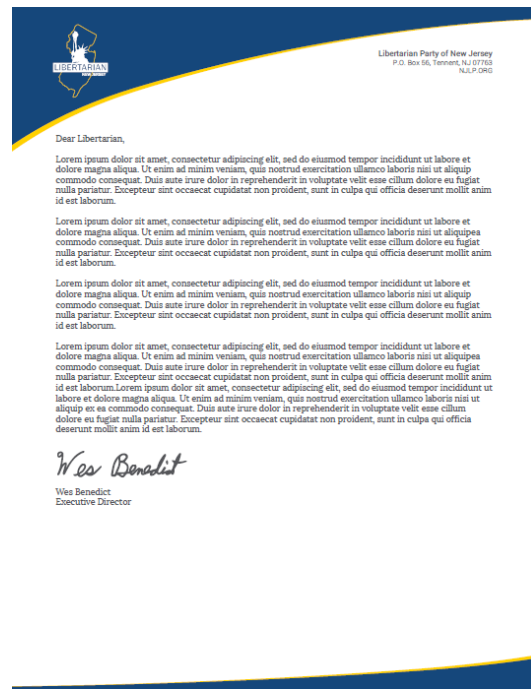 LIBERTARIAN
NEW JERSEY
Libertarian Party of New Jersey
P.O. Box 56, Tennent, NJ 07763
NJLP.ORG
Dear Libertarian,
Lorem ipsum dolor sit amet, consectetur adipiscing elit, sed do eiusmod tempor incididunt ut labore et
dolore magna aliqua. Ut enim ad minim veniam, quis nostrud exercitation ullamco laboris nisi ut aliquip
commodo consequat. Duis aute irure dolor in reprehenderit in voluptate velit esse cillum dolore eu fugiat
nulla pariatur. Excepteur sint occaecat cupidatat non proident, sunt in culpa qui officia deserunt mollit anim
id est laborum.
Lorem ipsum dolor sit amet, consectetur adipiscing elit, sed do eiusmod tempor incididunt ut labore et
dolore magna aliqua. Ut enim ad minim veniam, quis nostrud exercitation ullamco laboris nisi ut aliquipea
commodo consequat. Duis aute irure dolor in reprehenderit in voluptate velit esse cillum dolore eu fugiat
nulla pariatur. Excepteur sint occaecat cupidatat non proident, sunt in culpa qui officia deserunt mollit anim
id est laborum.
Lorem ipsum dolor sit amet, consectetur adipiscing elit, sed do eiusmod tempor incididunt ut labore et
dolore magna aliqua. Ut enim ad minim veniam, quis nostrud exercitation ullamco laboris nisi ut aliquip
commodo consequat. Duis aute irure dolor in reprehenderit in voluptate velit esse cillum dolore eu fugiat
nulla pariatur. Excepteur sint occaecat cupidatat non proident, sunt in culpa qui officia deserunt mollit anim
id est laborum.
Lorem ipsum dolor sit amet, consectetur adipiscing elit, sed do eiusmod tempor incididunt ut labore et
dolore magna aliqua. Ut enim ad minim veniam, quis nostrud exercitation ullamco laboris nisi ut aliquipea
commodo consequat. Duis aute irure dolor in reprehenderit in voluptate velit esse cillum dolore eu fugiat
nulla pariatur. Excepteur sint occaecat cupidatat non proident, sunt in culpa qui officia deserunt mollit anim
id est laborum.Lorem ipsum dolor sit amet, consectetur adipiscing elit, sed do eiusmod tempor incididunt ut
labore et dolore magna aliqua. Ut enim ad minim veniam, quis nostrud exercitation ullamco laboris nisi ut
aliquip ex ea commodo consequat. Duis aute irure dolor in reprehenderit in voluptate velit esse cillum
dolore eu fugiat nulla pariatur. Excepteur sint occaecat cupidatat non proident, sunt in culpa qui officia
deserunt mollit anim id est laborum.
Wes Benedict
Wes Benedict
Executive Director